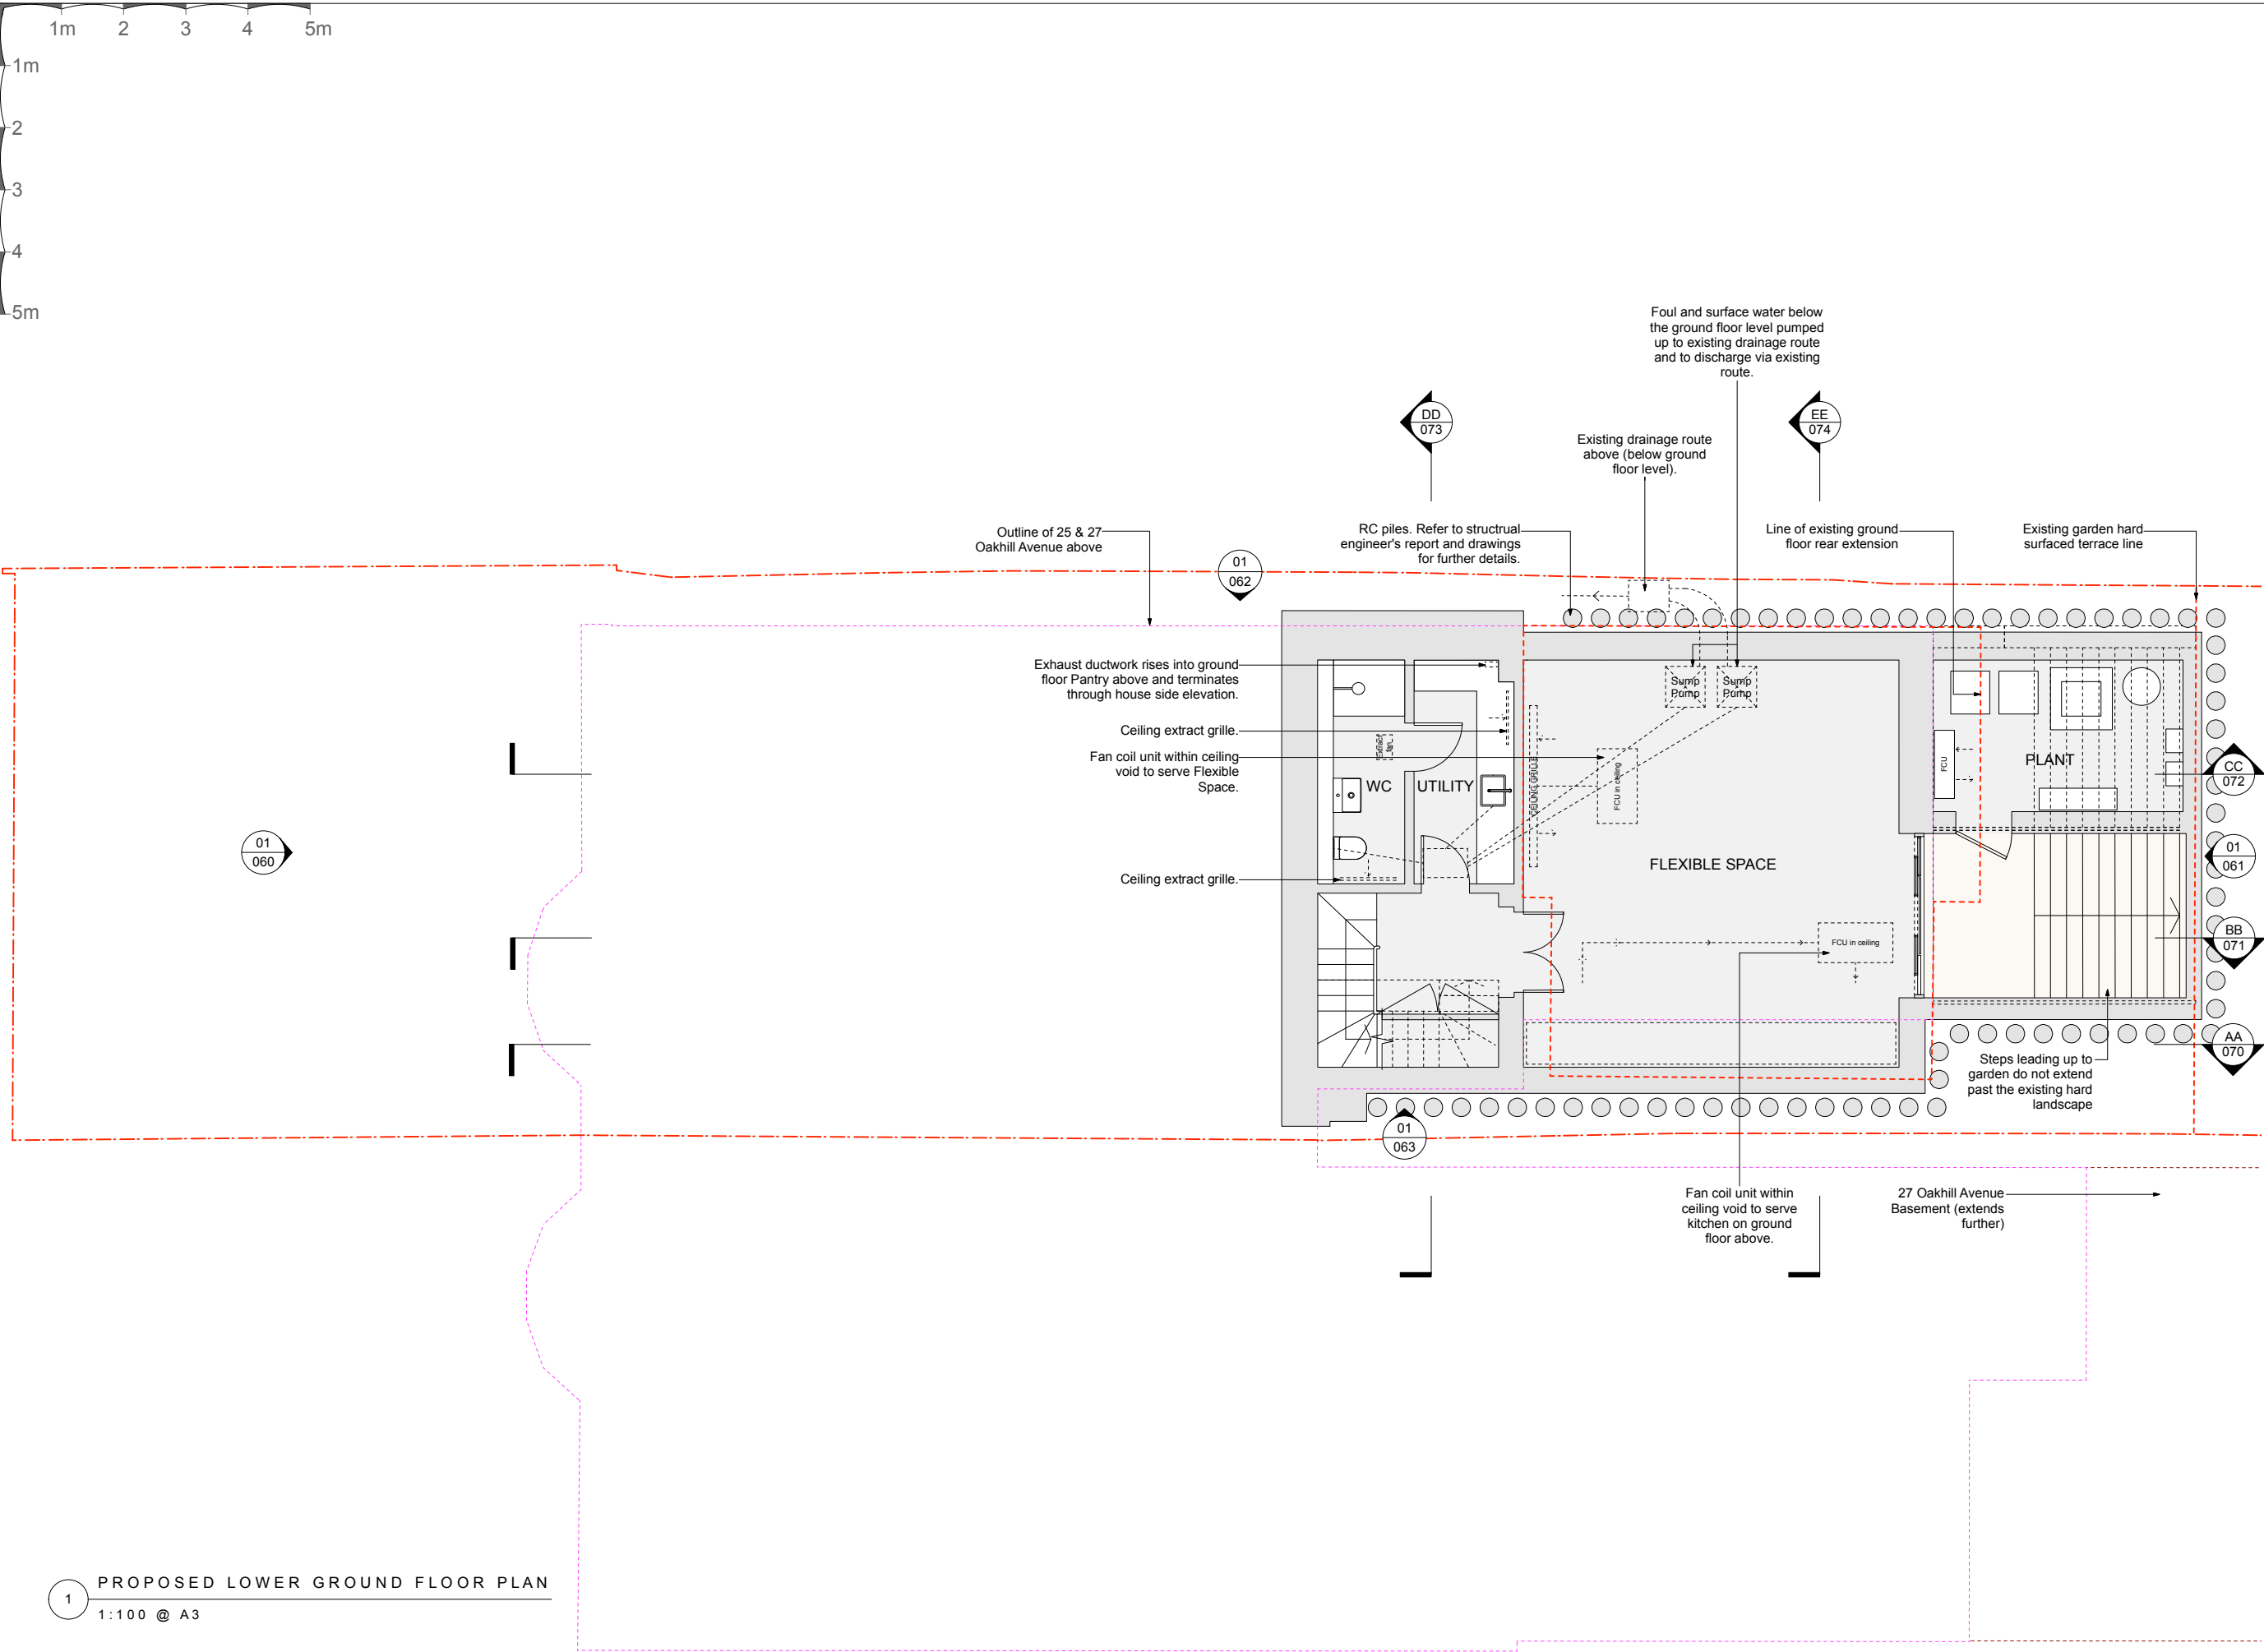 1m 2 3 4 5m
1m
2
3
4
5m
Foul and surface water below
the ground floor level pumped
up to existing drainage route
and to discharge via existing
route.
DD
073
EE
074
Existing drainage route
above (below ground
floor level).
Outline of 25 & 27
Oakhill Avenue above
RC piles. Refer to structrual
engineer's report and drawings
for further details.
Line of existing ground
floor rear extension
Existing garden hard
surfaced terrace line
01
062
Exhaust ductwork rises into ground
floor Pantry above and terminates
through house side elevation.
Ceiling extract grille.
Fan coil unit within ceiling
void to serve Flexible
Space.
Ceiling extract grille.
Extract
fan
WC
UTILITY
CEILING GRILLE
FCU in ceiling
Sump
Pump
Sump
Pump
FLEXIBLE SPACE
FCU in ceiling
FCU
PLANT
CC
072
01
060
01
061
BB
071
AA
070
Steps leading up to
garden do not extend
past the existing hard
landscape
01
063
Fan coil unit within
ceiling void to serve
kitchen on ground
floor above.
27 Oakhill Avenue
Basement (extends
further)
1
PROPOSED LOWER GROUND FLOOR PLAN
1:100 @ A3